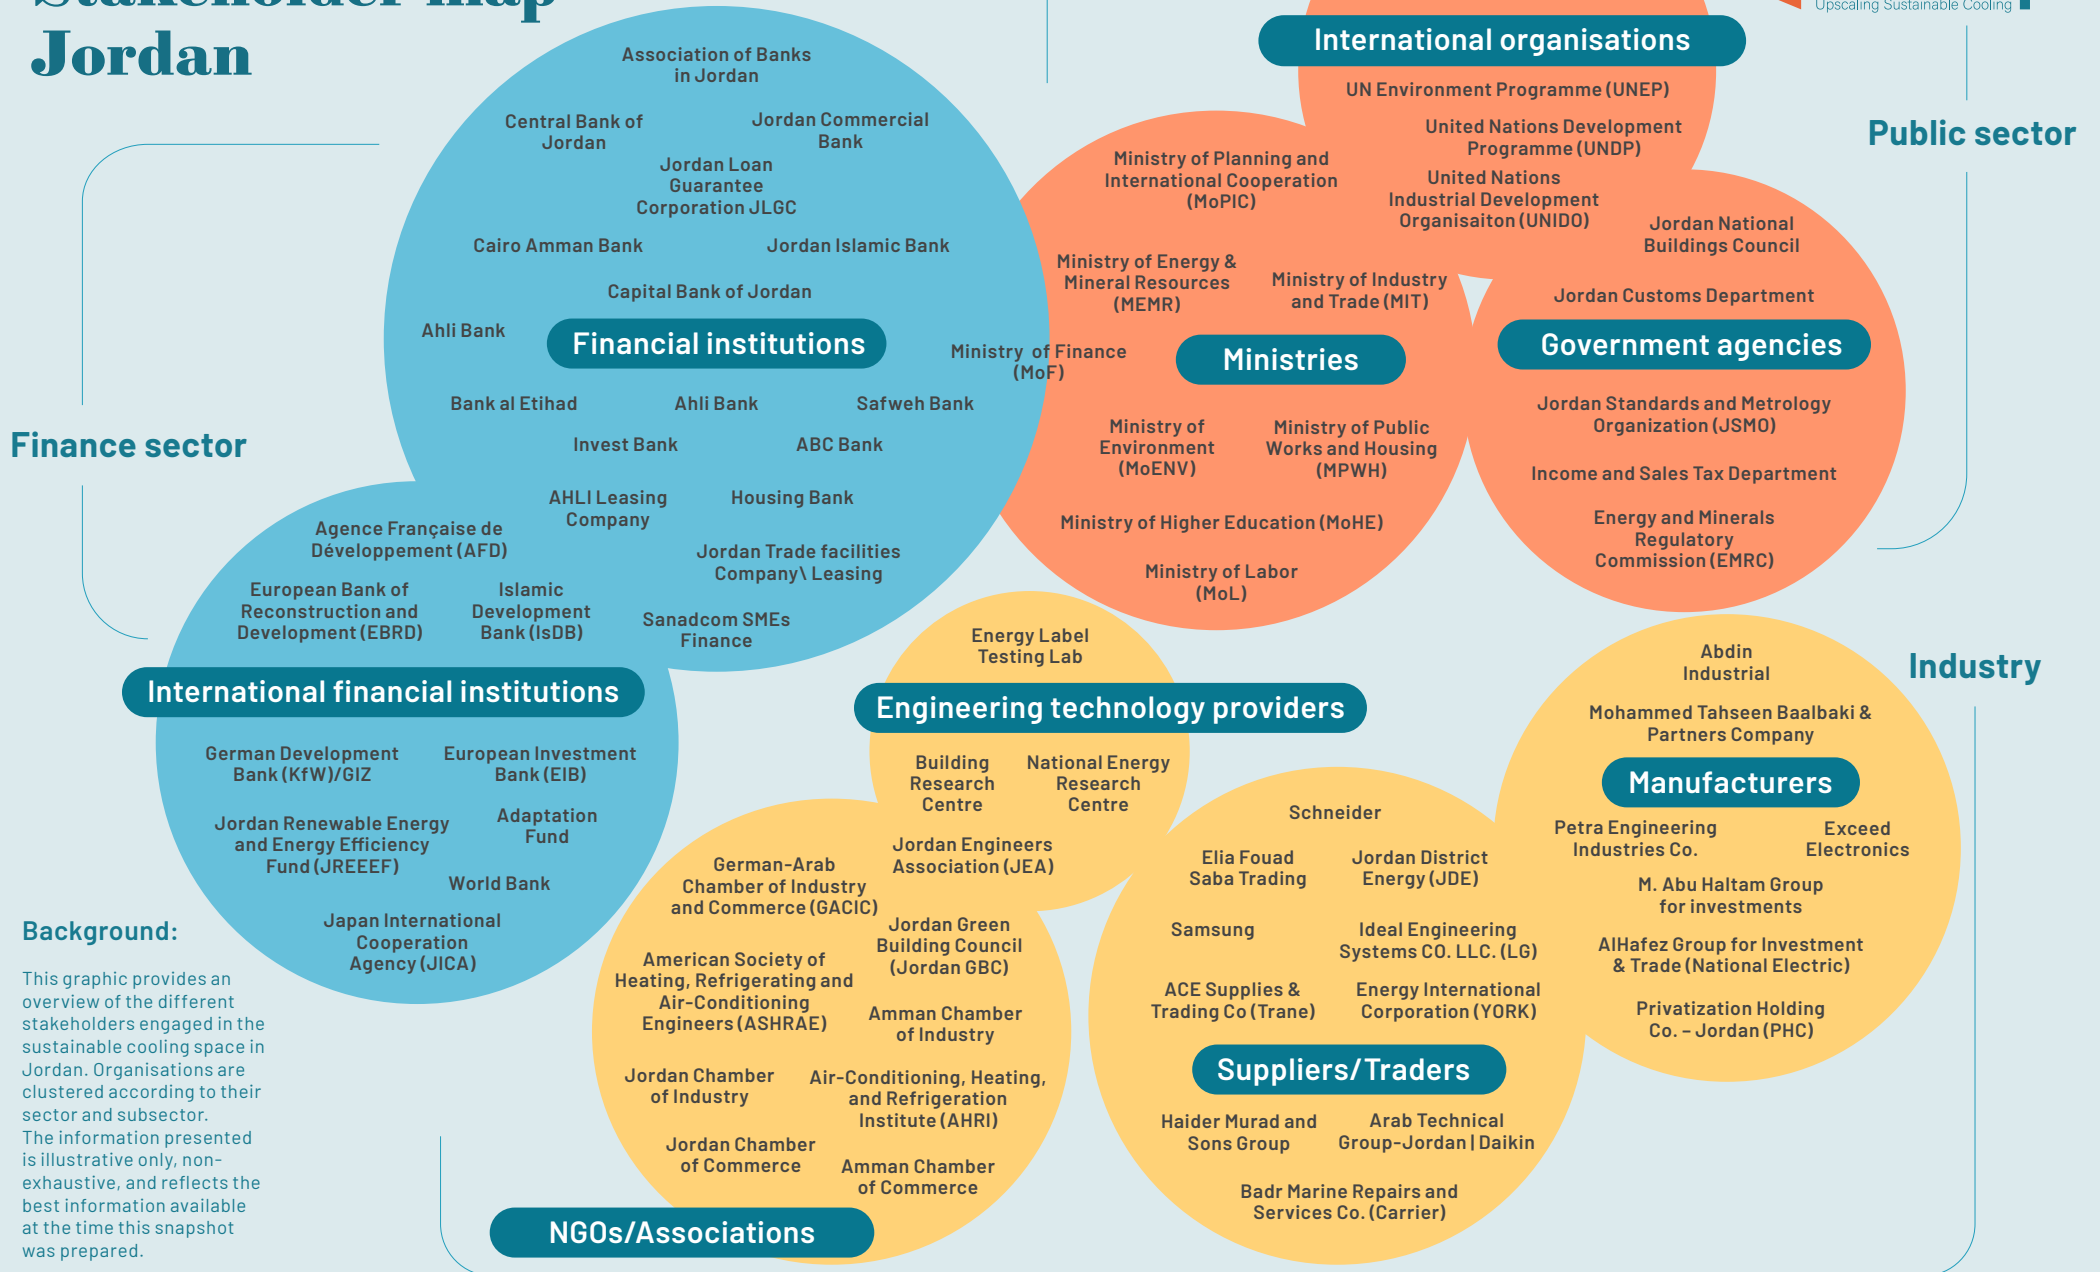 Stakeholder map
Jordan
Upscaling Sustainable Cooling
Finance sector
Public sector
Industry
Financial institutions
Association of Banks
in Jordan
Central Bank of
Jordan
Jordan Commercial
Bank
Jordan Loan
Guarantee
Corporation JLGC
Cairo Amman Bank
Jordan Islamic Bank
Capital Bank of Jordan
Ahli Bank
Ministry of Finance
(MoF)
Bank al Etihad
Ahli Bank
Safweh Bank
Invest Bank
ABC Bank
AHLI Leasing
Company
Housing Bank
Jordan Trade facilities
Company\ Leasing
Sanadcom SMEs
Finance
International financial institutions
Agence Française de
Développement (AFD)
European Bank of
Reconstruction and
Development (EBRD)
Islamic
Development
Bank (IsDB)
German Development
Bank (KfW)/GIZ
European Investment
Bank (EIB)
Jordan Renewable Energy
and Energy Efficiency
Fund (JREEEF)
Adaptation
Fund
World Bank
Japan International
Cooperation
Agency (JICA)
International organisations
UN Environment Programme (UNEP)
United Nations Development
Programme (UNDP)
United Nations
Industrial Development
Organisaiton (UNIDO)
Ministries
Ministry of Planning and
International Cooperation
(MoPIC)
Ministry of Energy &
Mineral Resources
(MEMR)
Ministry of Industry
and Trade (MIT)
Ministry of
Environment
(MoENV)
Ministry of Public
Works and Housing
(MPWH)
Ministry of Higher Education (MoHE)
Ministry of Labor
(MoL)
Government agencies
Jordan National
Buildings Council
Jordan Customs Department
Jordan Standards and Metrology
Organization (JSMO)
Income and Sales Tax Department
Energy and Minerals
Regulatory
Commission (EMRC)
Engineering technology providers
Energy Label
Testing Lab
Building
Research
Centre
National Energy
Research
Centre
Jordan Engineers
Association (JEA)
German-Arab
Chamber of Industry
and Commerce (GACIC)
Jordan Green
Building Council
(Jordan GBC)
American Society of
Heating, Refrigerating and
Air-Conditioning
Engineers (ASHRAE)
Amman Chamber
of Industry
Jordan Chamber
of Industry
Air-Conditioning, Heating,
and Refrigeration
Institute (AHRI)
Jordan Chamber
of Commerce
Amman Chamber
of Commerce
NGOs/Associations
Schneider
Elia Fouad
Saba Trading
Jordan District
Energy (JDE)
Samsung
Ideal Engineering
Systems CO. LLC. (LG)
ACE Supplies &
Trading Co (Trane)
Energy International
Corporation (YORK)
Suppliers/Traders
Haider Murad and
Sons Group
Arab Technical
Group-Jordan | Daikin
Badr Marine Repairs and
Services Co. (Carrier)
Abdin
Industrial
Mohammed Tahseen Baalbaki &
Partners Company
Manufacturers
Petra Engineering
Industries Co.
Exceed
Electronics
M. Abu Haltam Group
for investments
AlHafez Group for Investment
& Trade (National Electric)
Privatization Holding
Co. – Jordan (PHC)
Background:
This graphic provides an
overview of the different
stakeholders engaged in the
sustainable cooling space in
Jordan. Organisations are
clustered according to their
sector and subsector.
The information presented
is illustrative only, non-
exhaustive, and reflects the
best information available
at the time this snapshot
was prepared.